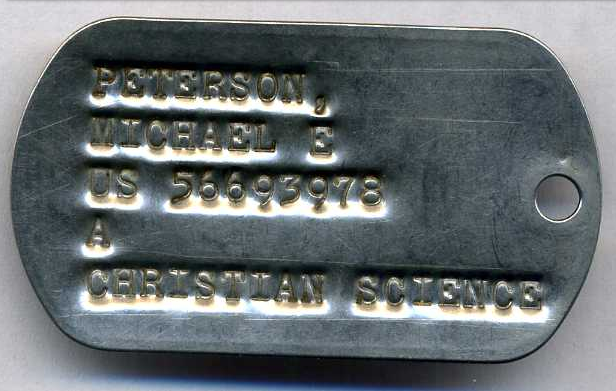 PETERSON,
MICHAEL E
US 56693978
A
CHRISTIAN SCIENCE